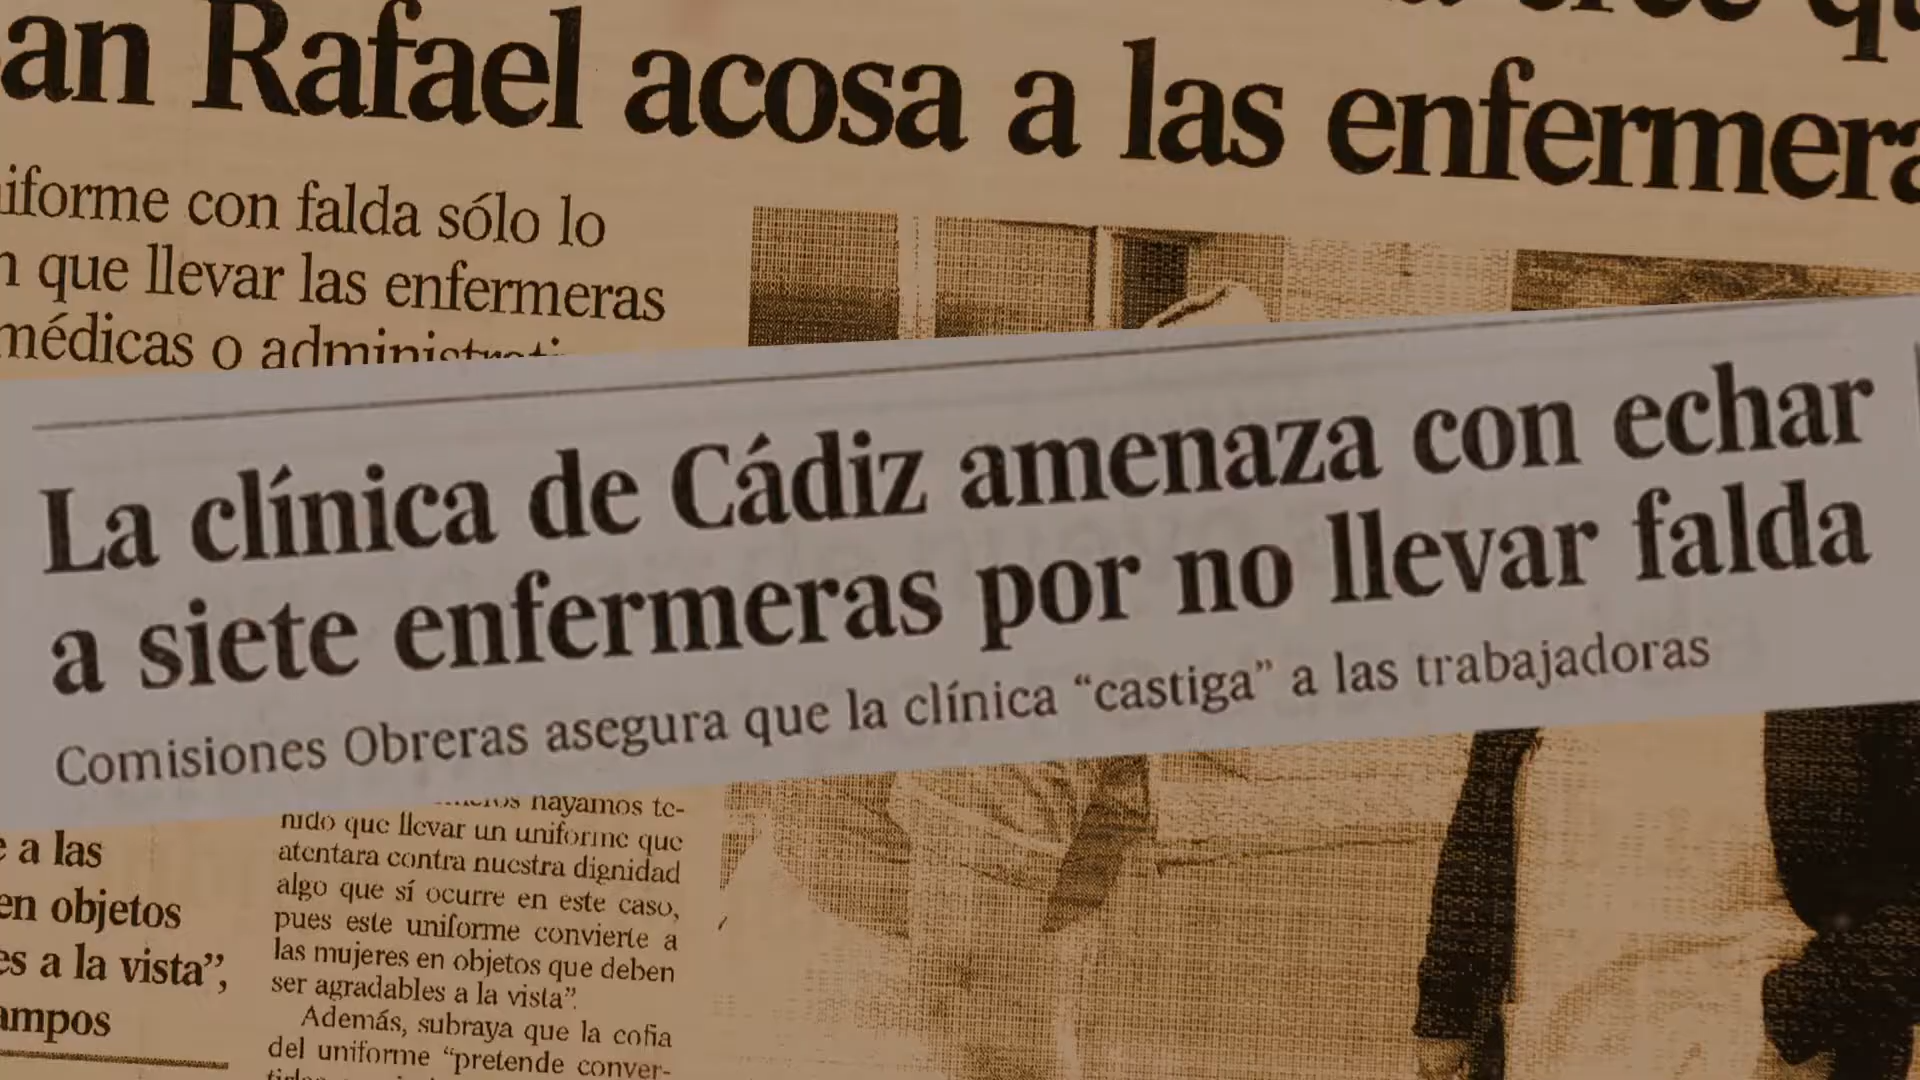 an Rafael acosa a las enfermera
iforme con falda sólo lo
n que llevar las enfermeras
médicas o administrati
La clínica de Cádiz amenaza con echar
a siete enfermeras por no llevar falda
Comisiones Obreras asegura que la clínica “castiga” a las trabajadoras
e a las
en objetos
es a la vista”,
ampos
hayamos te-
nido que llevar un uniforme que
atentara contra nuestra dignidad
algo que sí ocurre en este caso,
pues este uniforme convierte a
las mujeres en objetos que deben
ser agradables a la vista”.
Además, subraya que la cofia
del uniforme “pretende conver-